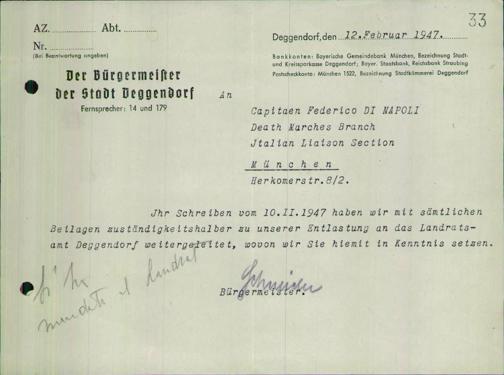 33
AZ. Abt.
Nr.
(Bei Beantwortung angeben)
Deggendorf, den 12.Februar 1947.
Bankkonten: Bayerische Gemeindebank München, Bezeichnung Stadt-
und Kreissparkasse Deggendorf; Bayer. Staatsbank, Reichsbank Straubing
Postscheckkonto: München 1522, Bezeichnung Stadtkämmerei Deggendorf
Der Bürgermeister
der Stadt Deggendorf
Fernsprecher: 14 und 179
An
Capitaen Federico DI NAPOLI
Death Marches Branch
Jtalian Liaison Section
München
Herkomerstr.8/2.
Jhr Schreiben vom 10.II.1947 haben wir mit sämtlichen
Beilagen zuständigkeitshalber zu unserer Entlastung an das Landrats-
amt Deggendorf weitergeleitet, wovon wir Sie hiemit in Kenntnis setzen.
Bürgermeister.